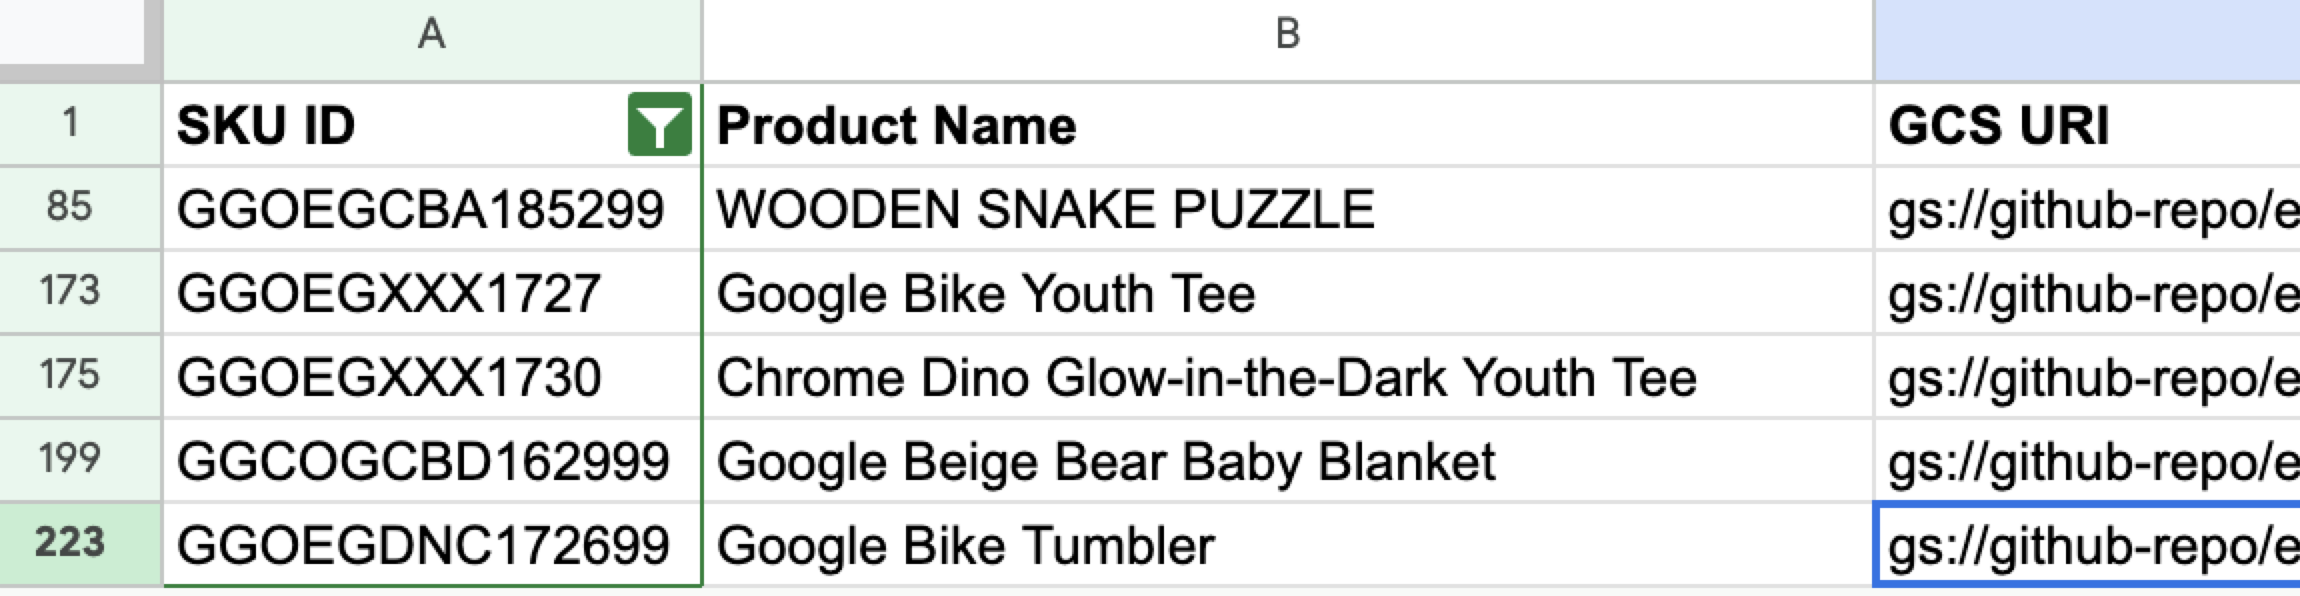 A B
1 SKU ID Product Name GCS URI
85 GGOEGCBA185299 WOODEN SNAKE PUZZLE gs://github-repo/e
173 GGOEGXXX1727 Google Bike Youth Tee gs://github-repo/e
175 GGOEGXXX1730 Chrome Dino Glow-in-the-Dark Youth Tee gs://github-repo/e
199 GGCOGCBD162999 Google Beige Bear Baby Blanket gs://github-repo/e
223 GGOEGDNC172699 Google Bike Tumbler gs://github-repo/e